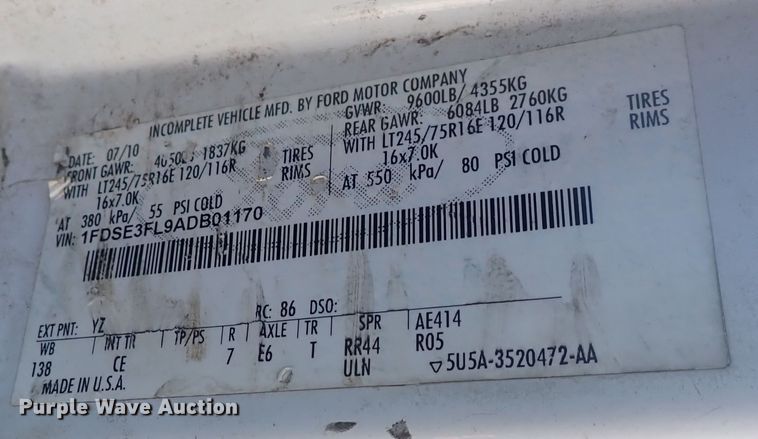 INCOMPLETE VEHICLE MFD. BY FORD MOTOR COMPANY
DATE: 07/10 GVWR: 9600LB/ 4355KG
FRONT GAWR: 1837KG REAR GAWR: 6084LB 2760KG
WITH LT245/75R16E 120/116R TIRES WITH LT245/75R16E 120/116R TIRES
16x7.0K RIMS 16x7.0K RIMS
AT 380 kPa/ 55 PSI COLD AT 550 kPa/ 80 PSI COLD
VIN: 1FDSE3FL9ADB01170
EXT PNT: YZ RC: 86 DSO:
WB INT TR TP/PS R AXLE TR SPR AE414
138 CE 7 E6 T RR44 R05
ULN
MADE IN U.S.A. ▽5U5A-3520472-AA
Purple Wave Auction